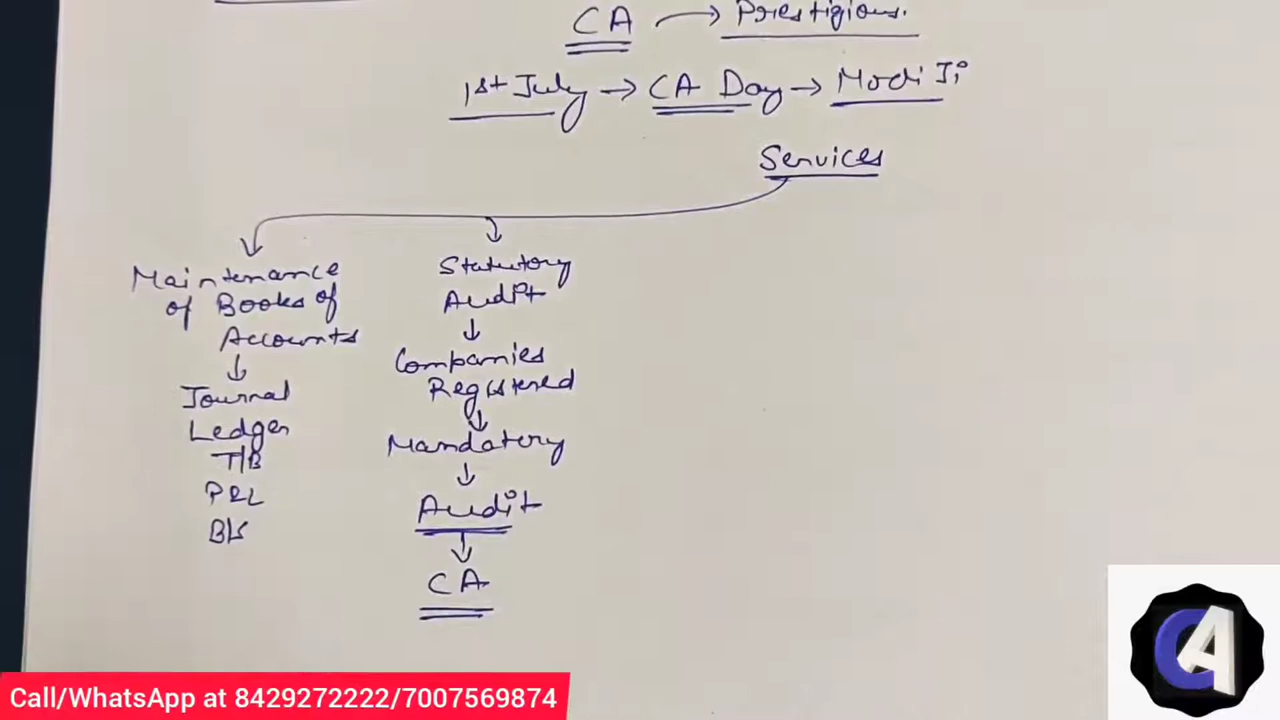 CA → Prestigious.
1st July → CA Day → Modi Ji
Services
Maintenance
of Books of
Accounts
↓
Journal
Ledger
T/B
P&L
B/S
Statutory
Audit
↓
Companies
Registered
↓
Mandatory
↓
Audit
↓
CA
CA
Call/WhatsApp at 8429272222/7007569874